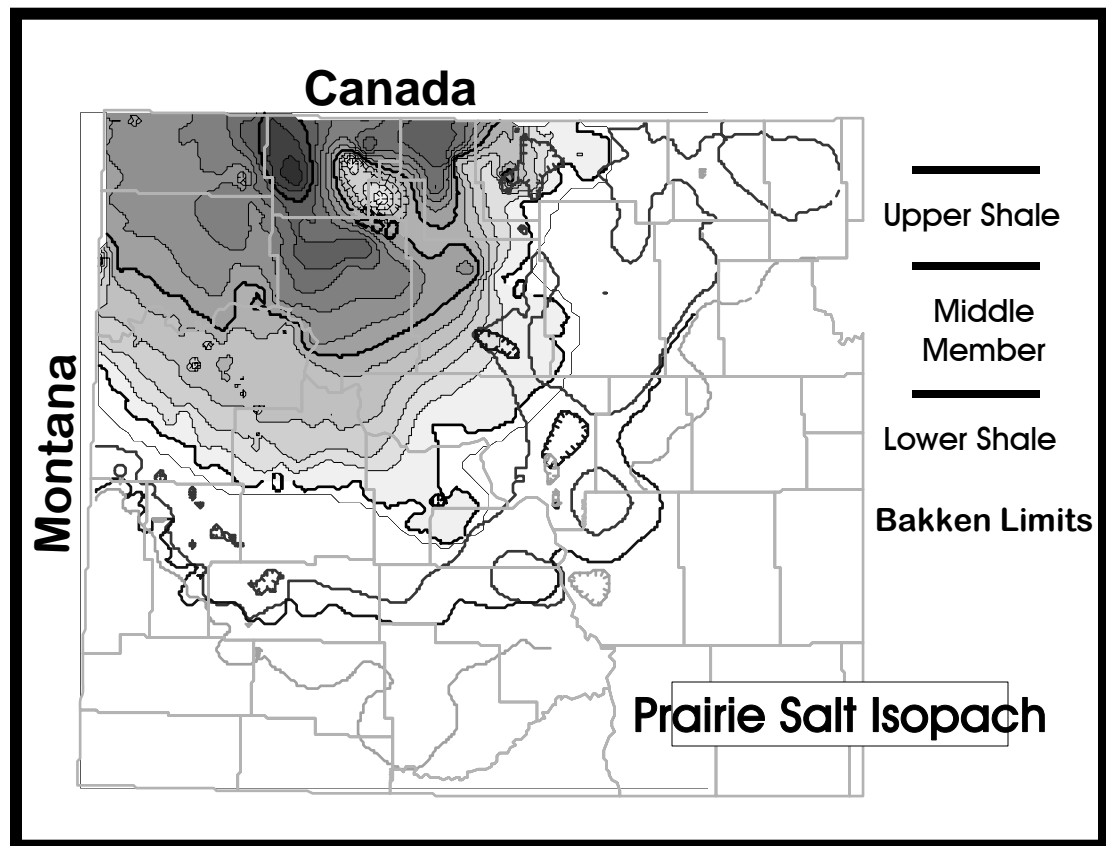 Canada
Montana
Upper Shale
Middle
Member
Lower Shale
Bakken Limits
Prairie Salt Isopach